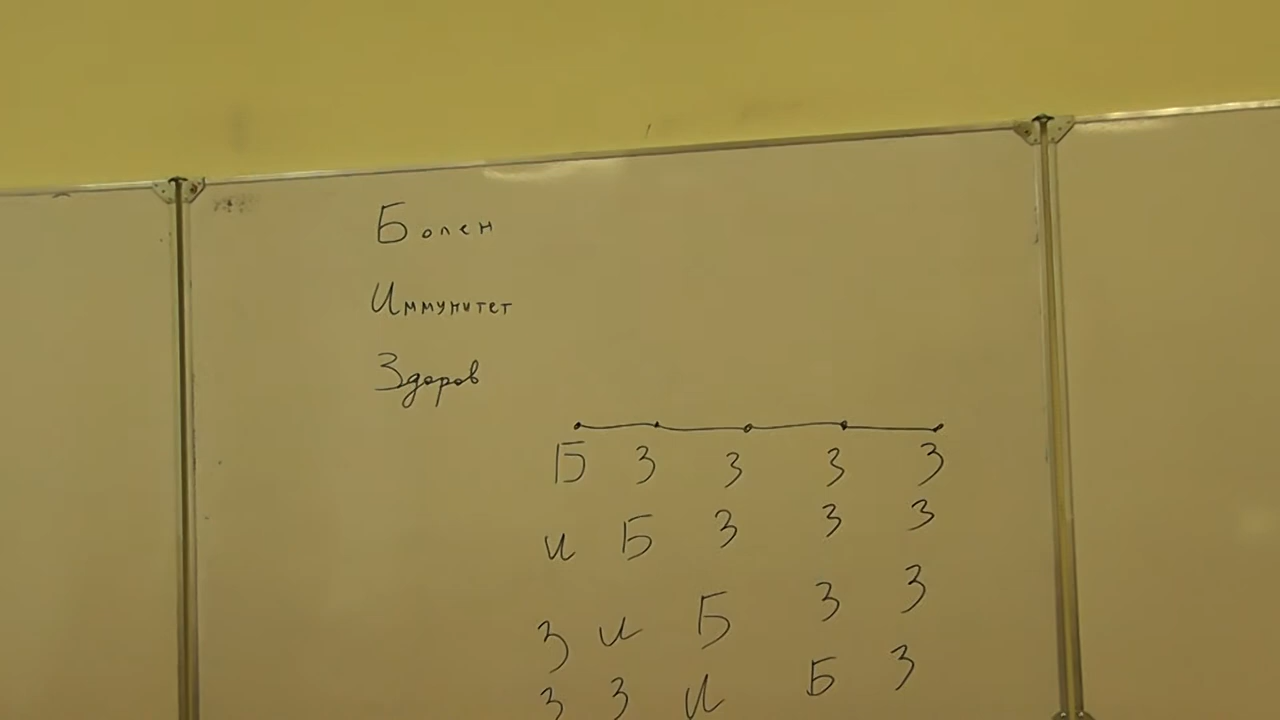 Болен
Иммунитет
Здоров
Б З З З З
И Б З З З
З И Б З З
З З И Б З